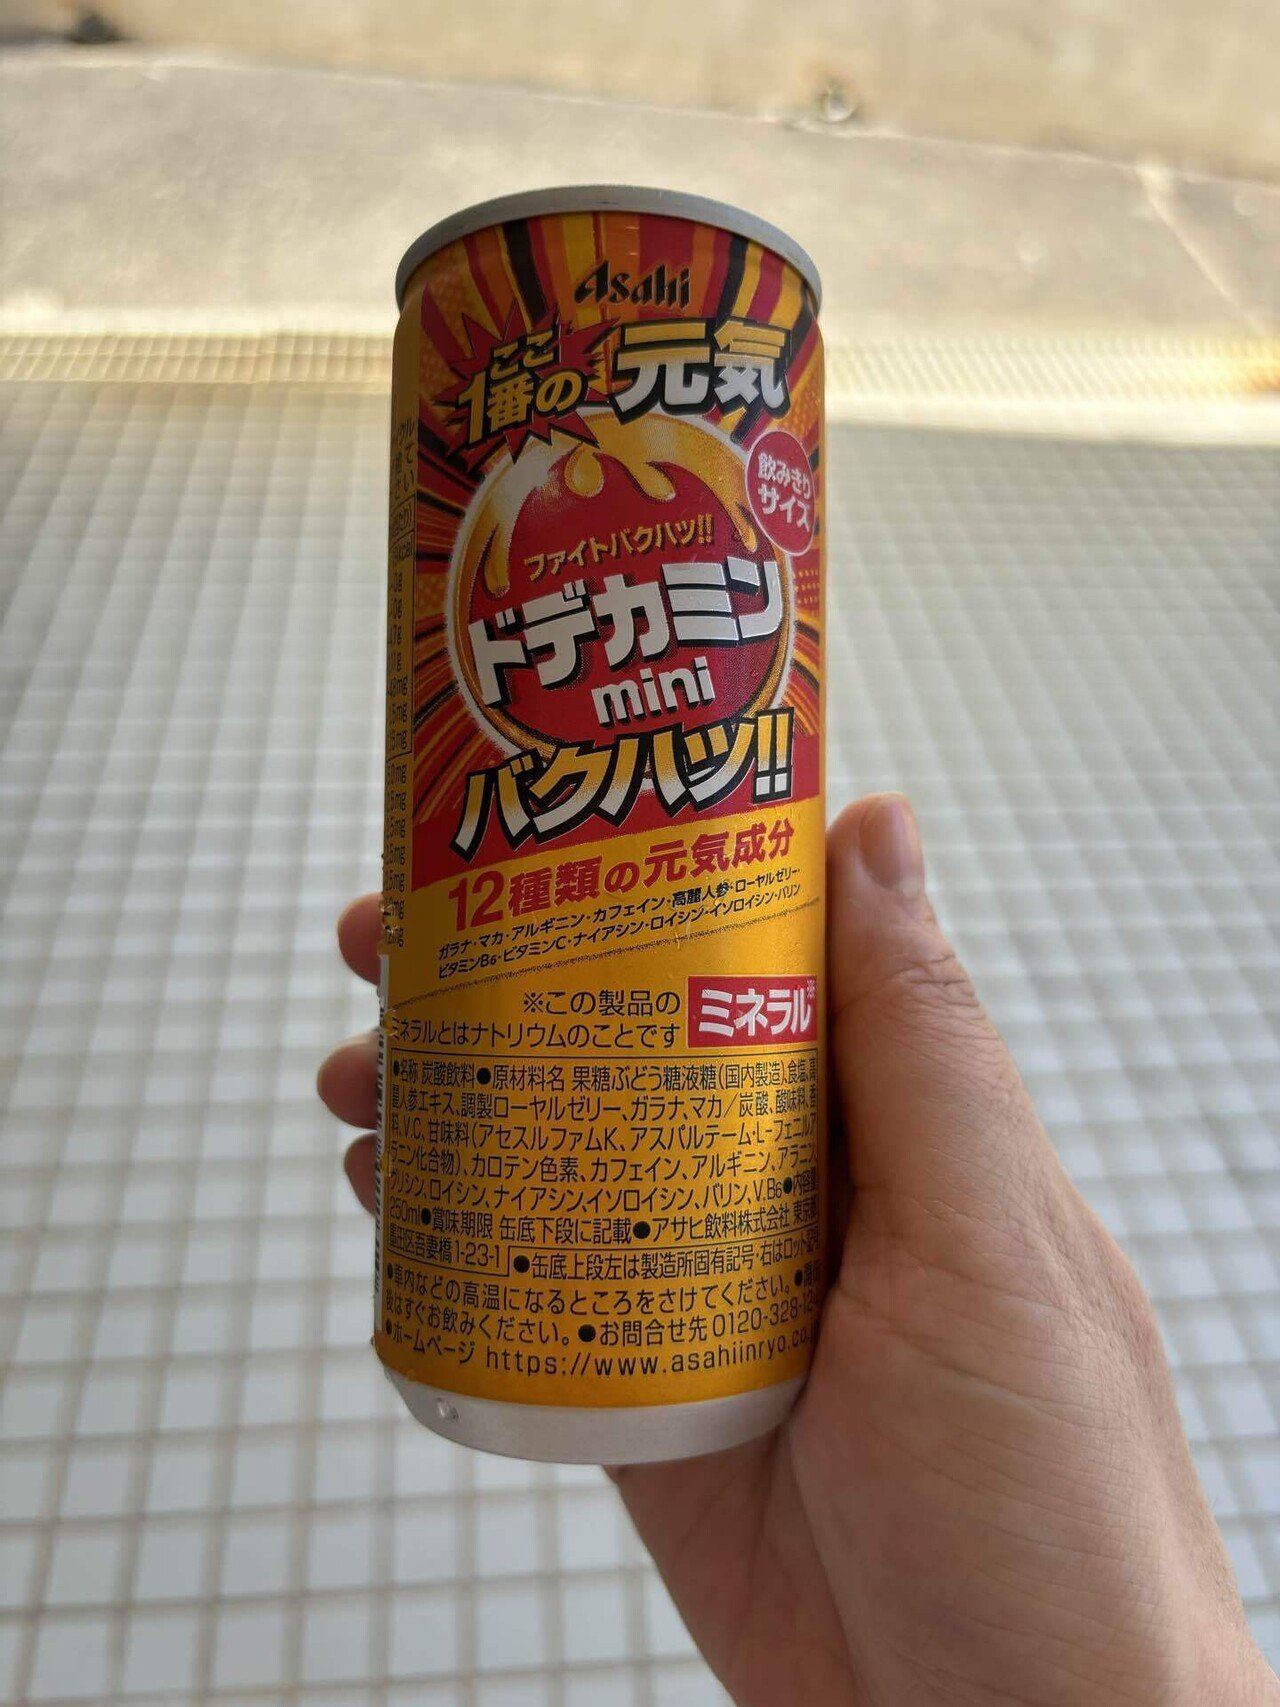 Asahi
ここ
1番の
元気
飲みきり
サイズ
ファイトバクハツ!!
ドデカミン
mini
バクハツ!!
12種類の元気成分
ガラナ・マカ・アルギニン・カフェイン・高麗人参・ローヤルゼリー・
ビタミンB6・ビタミンC・ナイアシン・ロイシン・イソロイシン・バリン
※この製品の
ミネラルとはナトリウムのことです
ミネラル※
●名称 炭酸飲料●原材料名 果糖ぶどう糖液糖(国内製造)、食塩、高
麗人参エキス、調製ローヤルゼリー、ガラナ、マカ/炭酸、酸味料、香
料、V.C、甘味料(アセスルファムK、アスパルテーム・L-フェニルア
ラニン化合物)、カロテン色素、カフェイン、アルギニン、アラニン、
グリシン、ロイシン、ナイアシン、イソロイシン、バリン、V.B6●内容量
250ml●賞味期限 缶底下段に記載●アサヒ飲料株式会社 東京都
墨田区吾妻橋1-23-1
●缶底上段左は製造所固有記号・右はロット記号
●車内などの高温になるところをさけてください。●開缶
後はすぐお飲みください。●お問合せ先 0120-328-12
●ホームページ https://www.asahiinryo.co.j